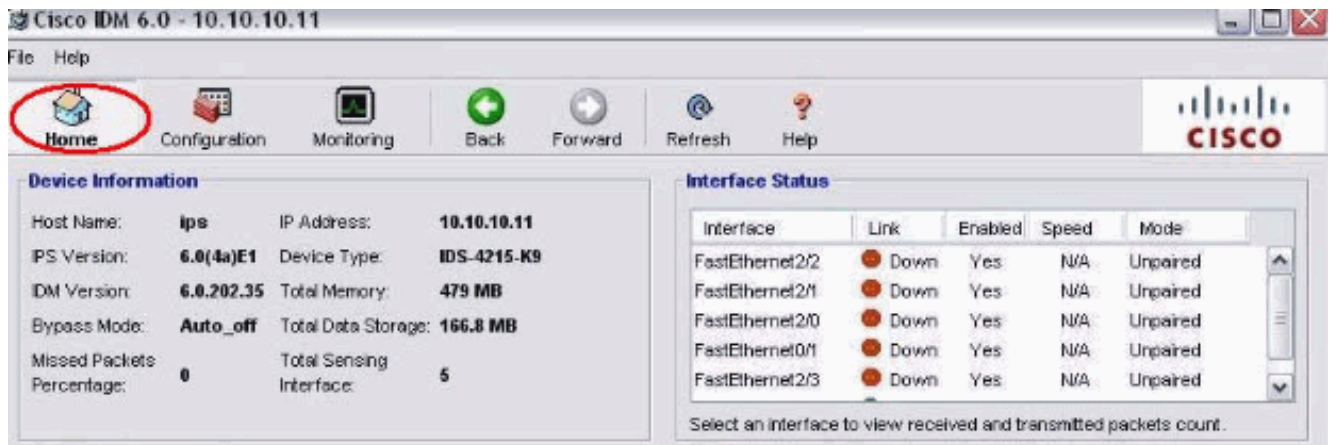 Cisco IDM 6.0 - 10.10.10.11
File Help
Home Configuration Monitoring Back Forward Refresh Help
CISCO
Device Information
Host Name: ips IP Address: 10.10.10.11
IPS Version: 6.0(4a)E1 Device Type: IDS-4215-K9
IDM Version: 6.0.202.35 Total Memory: 479 MB
Bypass Mode: Auto_off Total Data Storage: 166.8 MB
Missed Packets Percentage: 0 Total Sensing Interface: 5
Interface Status
Interface Link Enabled Speed Mode
FastEthernet2/2 Down Yes N/A Unpaired
FastEthernet2/1 Down Yes N/A Unpaired
FastEthernet2/0 Down Yes N/A Unpaired
FastEthernet0/1 Down Yes N/A Unpaired
FastEthernet2/3 Down Yes N/A Unpaired
Select an interface to view received and transmitted packets count.